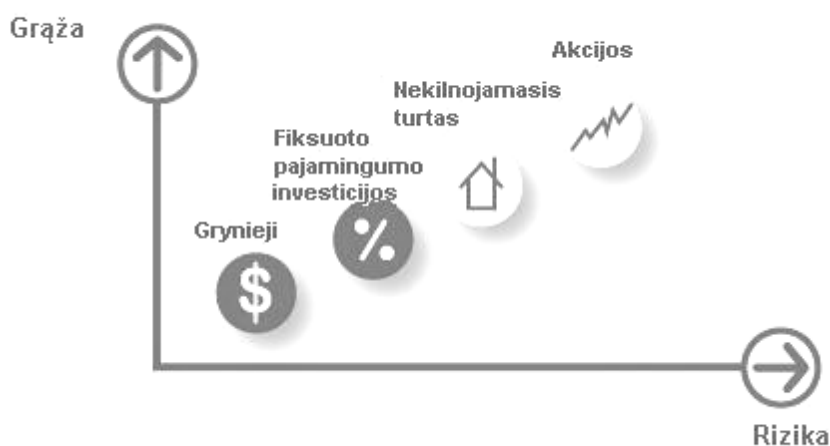 Grąža
Akcijos
Nekilnojamasis
turtas
Fiksuoto
pajamingumo
investicijos
Grynieji
$
%
Rizika